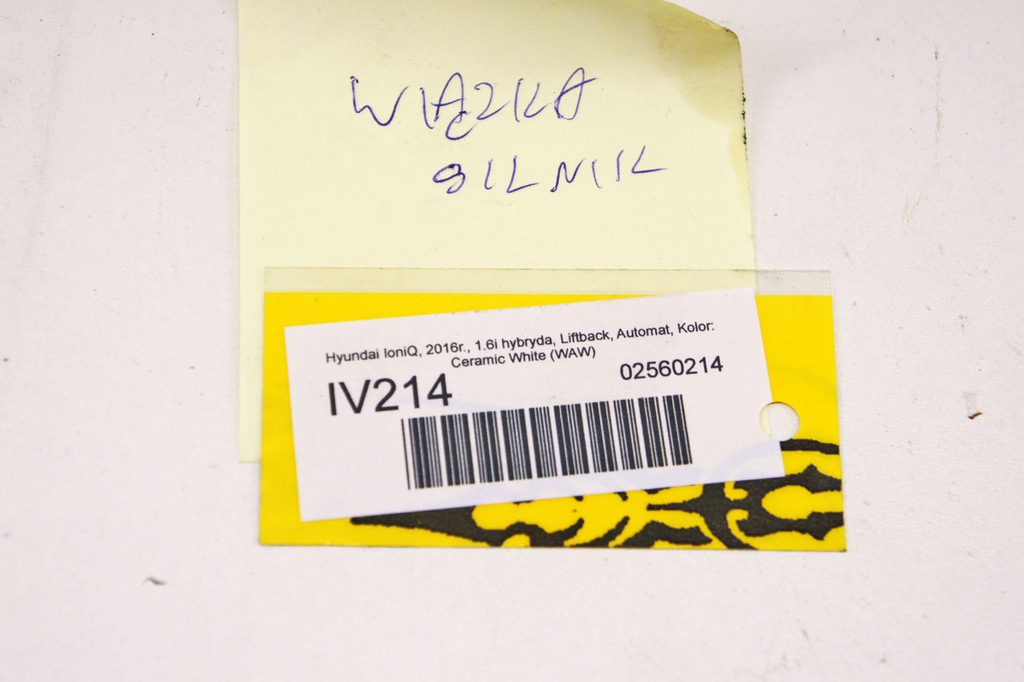 WIĄZKA
SILNIK
Hyundai IoniQ, 2016r., 1.6i hybryda, Liftback, Automat, Kolor:
Ceramic White (WAW)
IV214
02560214